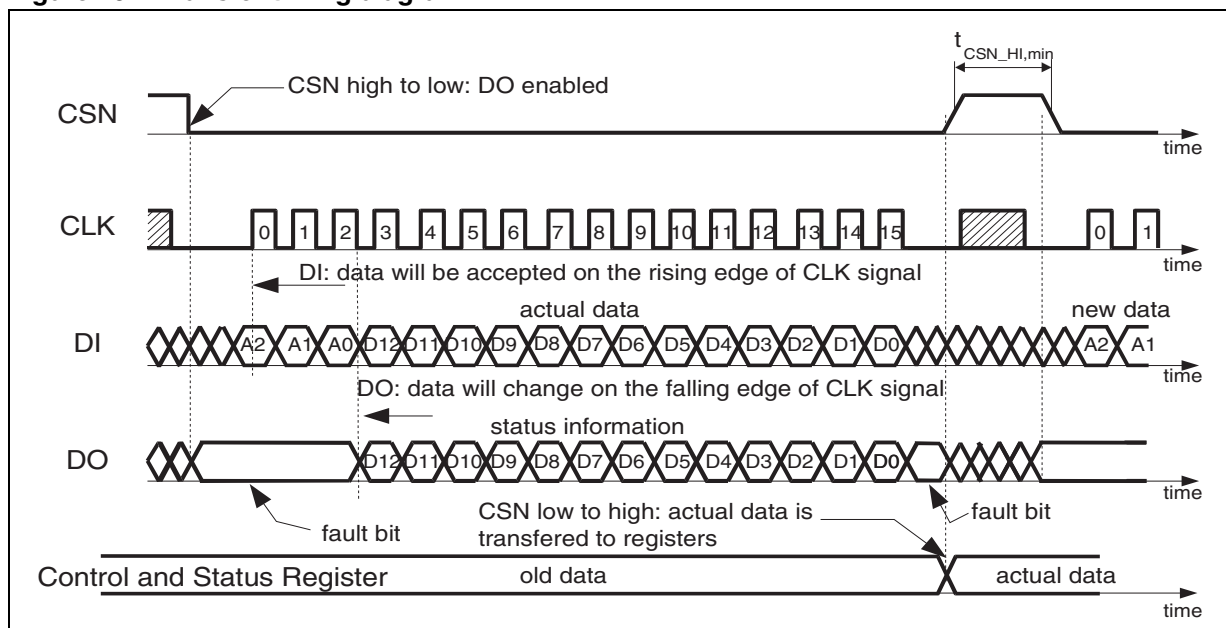 t
CSN_HI,min
CSN high to low: DO enabled
CSN
time
CLK
0 1 2 3 4 5 6 7 8 9 10 11 12 13 14 15 0 1
time
DI: data will be accepted on the rising edge of CLK signal
actual data
new data
DI
A2 A1 A0 D12 D11 D10 D9 D8 D7 D6 D5 D4 D3 D2 D1 D0 A2 A1
time
DO: data will change on the falling edge of CLK signal
status information
DO
D12 D11 D10 D9 D8 D7 D6 D5 D4 D3 D2 D1 D0
time
fault bit
CSN low to high: actual data is
transfered to registers
fault bit
Control and Status Register
old data
actual data
time